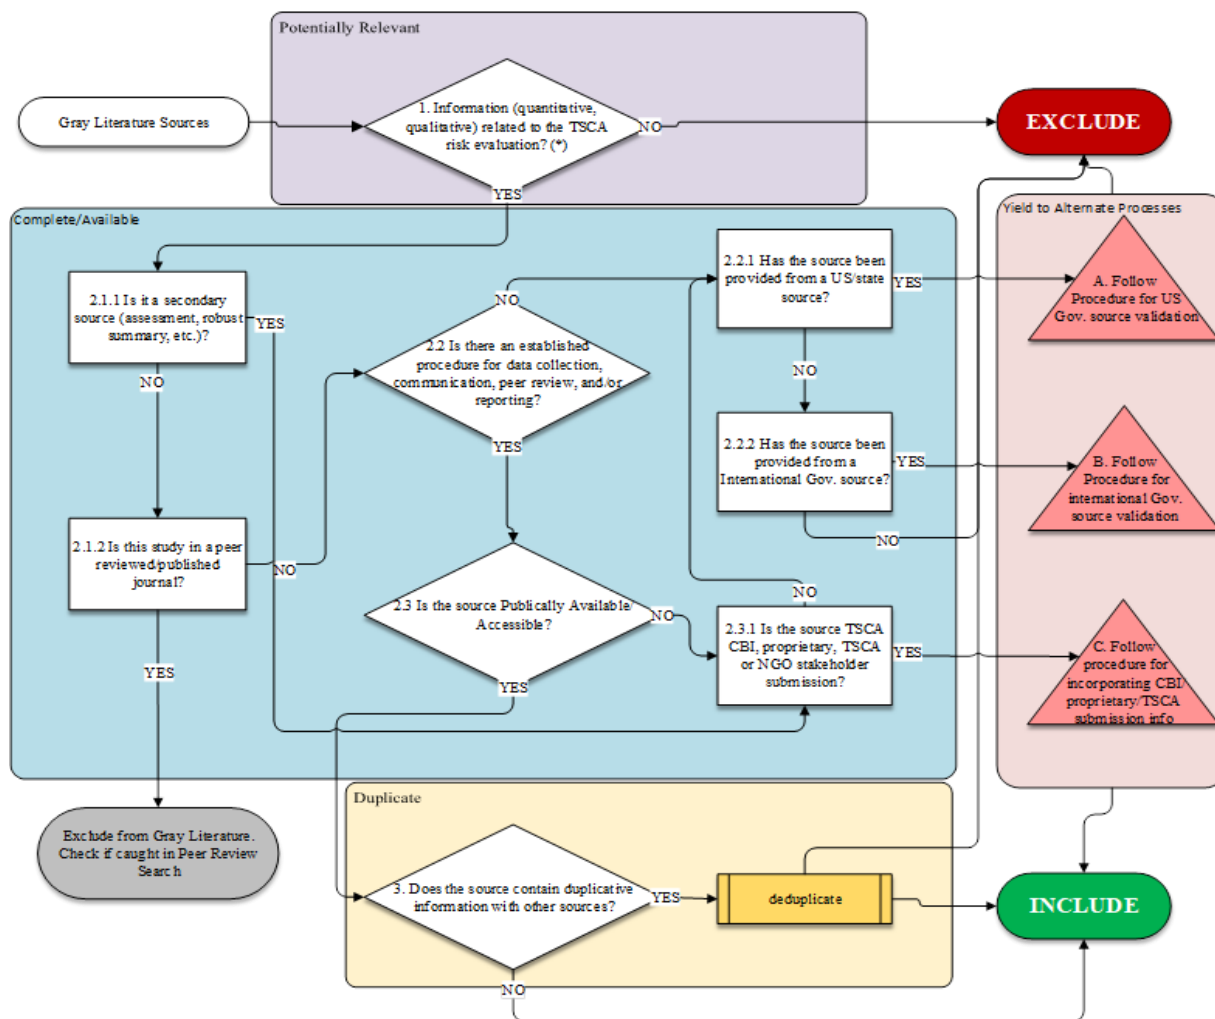 Potentially Relevant
Gray Literature Sources
1. Information (quantitative,
qualitative) related to the TSCA
risk evaluation? (*)
NO
EXCLUDE
YES
Complete/Available
Yield to Alternate Processes
2.1.1 Is it a secondary
source (assessment, robust
summary, etc.)?
YES
NO
2.2 Is there an established
procedure for data collection,
communication, peer review, and/or
reporting?
NO
YES
2.2.1 Has the source been
provided from a US/state
source?
YES
NO
A. Follow
Procedure for US
Gov. source validation
2.2.2 Has the source been
provided from a
International Gov. source?
YES
NO
B. Follow
Procedure for
international Gov.
source validation
2.1.2 Is this study in a peer
reviewed/published
journal?
NO
YES
2.3 Is the source Publically Available/
Accessible?
NO
YES
NO
2.3.1 Is the source TSCA
CBI, proprietary, TSCA
or NGO stakeholder
submission?
YES
C. Follow
procedure for
incorporating CBI/
proprietary/TSCA
submission info
Exclude from Gray Literature.
Check if caught in Peer Review
Search
Duplicate
3. Does the source contain duplicative
information with other sources?
YES
deduplicate
INCLUDE
NO